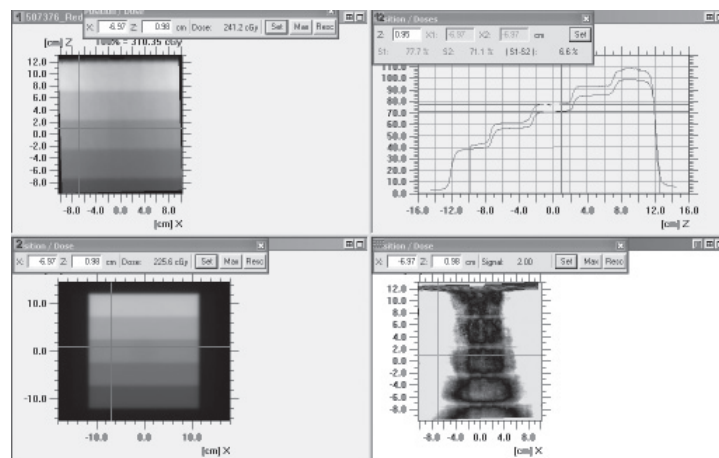 507376_Red
X: -6.97 Z: 0.98 cm Dose: 241.2 cGy Set Max Resc
100% = 310.35 cGy
[cm] Z
12.0
10.0
8.0
6.0
4.0
2.0
0.0
-2.0
-4.0
-6.0
-8.0
-8.0 -4.0 0.0 4.0 8.0
[cm] X
sition / Doses
Z: 0.95 X1: -6.97 X2: -6.97 cm Set
S1: 77.7 % S2: 71.1 % |S1-S2|: 6.6 %
110.0
100.0
90.0
80.0
70.0
60.0
50.0
40.0
30.0
20.0
10.0
0.0
-16.0 -12.0 -8.0 -4.0 0.0 4.0 8.0 12.0 16.0
[cm] Z
2 sition / Dose
X: -6.97 Z: 0.98 cm Dose: 225.6 cGy Set Max Resc
10.0
0.0
-10.0
-10.0 0.0 10.0
[cm] X
sition / Dose
X: -6.97 Z: 0.98 cm Signal: 2.00 Set Max Resc
12.0
10.0
8.0
6.0
4.0
2.0
0.0
-2.0
-4.0
-6.0
-8.0
-8.0 -4.0 0.0 4.0 8.0
[cm] X